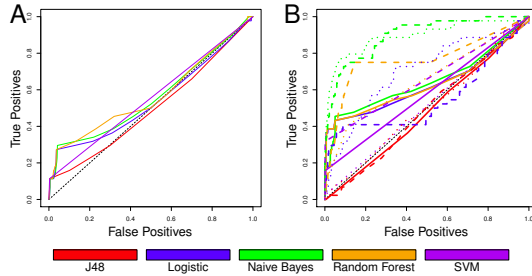 A
B
True Positives
1.0
0.8
0.6
0.4
0.2
0.0
0.0 0.2 0.4 0.6 0.8 1.0
False Positives
True Positives
1.0
0.8
0.6
0.4
0.2
0.0
0.0 0.2 0.4 0.6 0.8 1.0
False Positives
J48 Logistic Naive Bayes Random Forest SVM